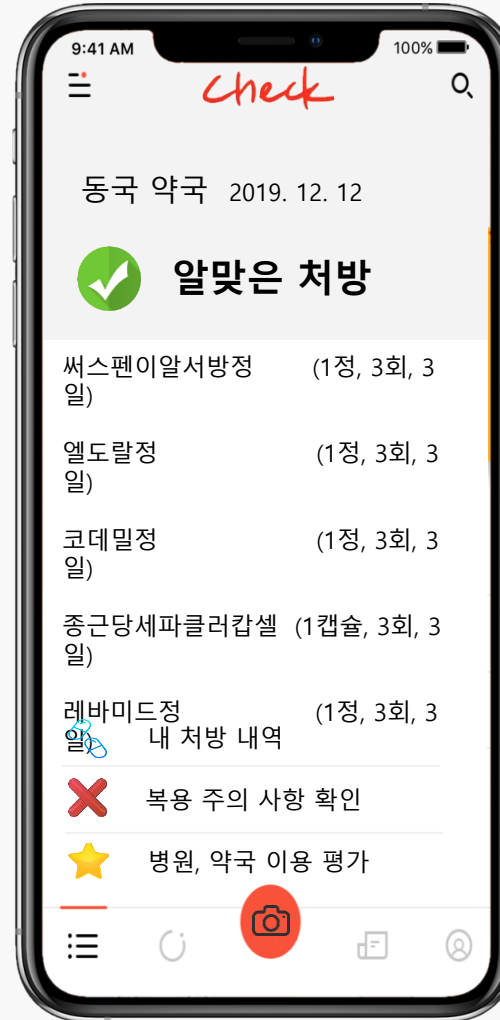 9:41 AM 100%
Check
동국 약국 2019. 12. 12
알맞은 처방
써스펜이알서방정 (1정, 3회, 3
일)
엘도랄정 (1정, 3회, 3
일)
코데밀정 (1정, 3회, 3
일)
종근당세파클러캅셀 (1캡슐, 3회, 3
일)
레바미드정 (1정, 3회, 3
일)
내 처방 내역
복용 주의 사항 확인
병원, 약국 이용 평가